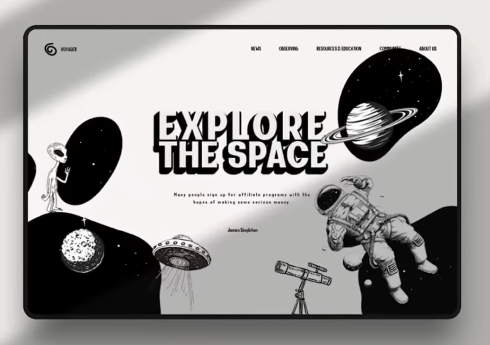 VOYAGER
NEWS OBSERVING RESOURCES & EDUCATION COMMUNITY ABOUT US
EXPLORE
THE SPACE
Many people sign up for affiliate programs with the
hopes of making some serious money
James Singleton